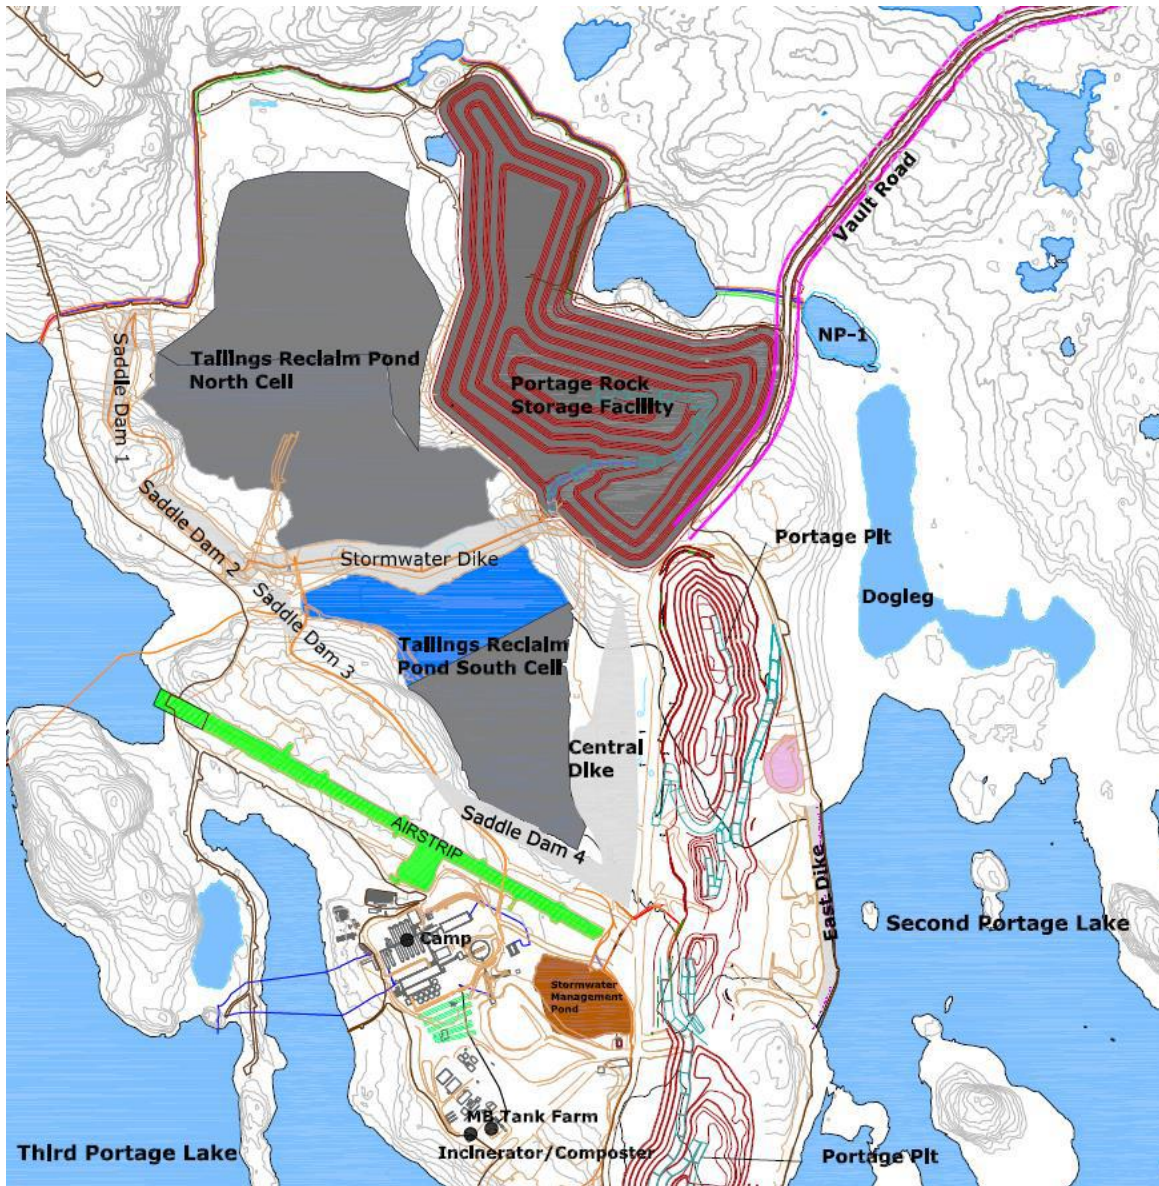 Vault Road
NP-1
Saddle Dam 1
Tailings Reclaim Pond
North Cell
Portage Rock
Storage Facility
Saddle Dam 2
Stormwater Dike
Portage Pit
Dogleg
Saddle Dam 3
Tailings Reclaim
Pond South Cell
Central
Dike
Saddle Dam 4
AIRSTRIP
East Dike
Second Portage Lake
Camp
Stormwater
Management
Pond
MB Tank Farm
Incinerator/Composter
Third Portage Lake
Portage Pit